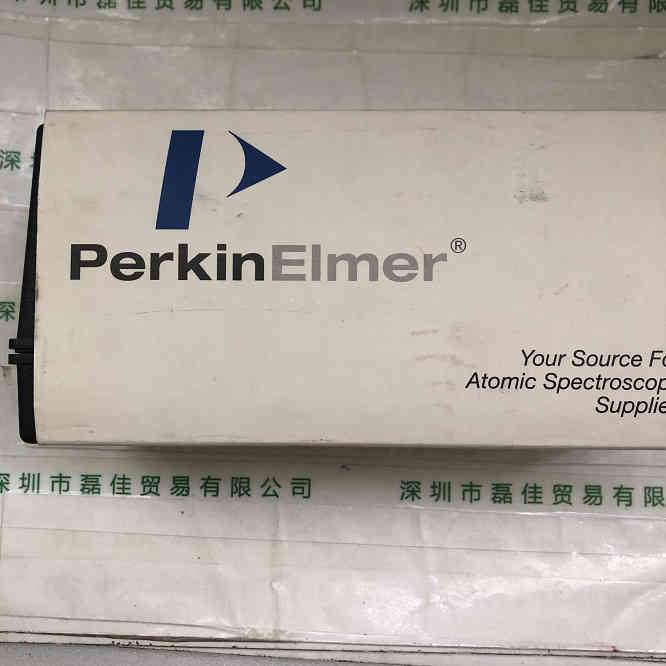 圳市磊佳贸易有限公司
深圳市磊佳贸易有限
深
PerkinElmer®
深
Your Source Fo
Atomic Spectroscop
Supplie
深圳市磊佳贸易有限公司
深圳市磊佳贸易有限